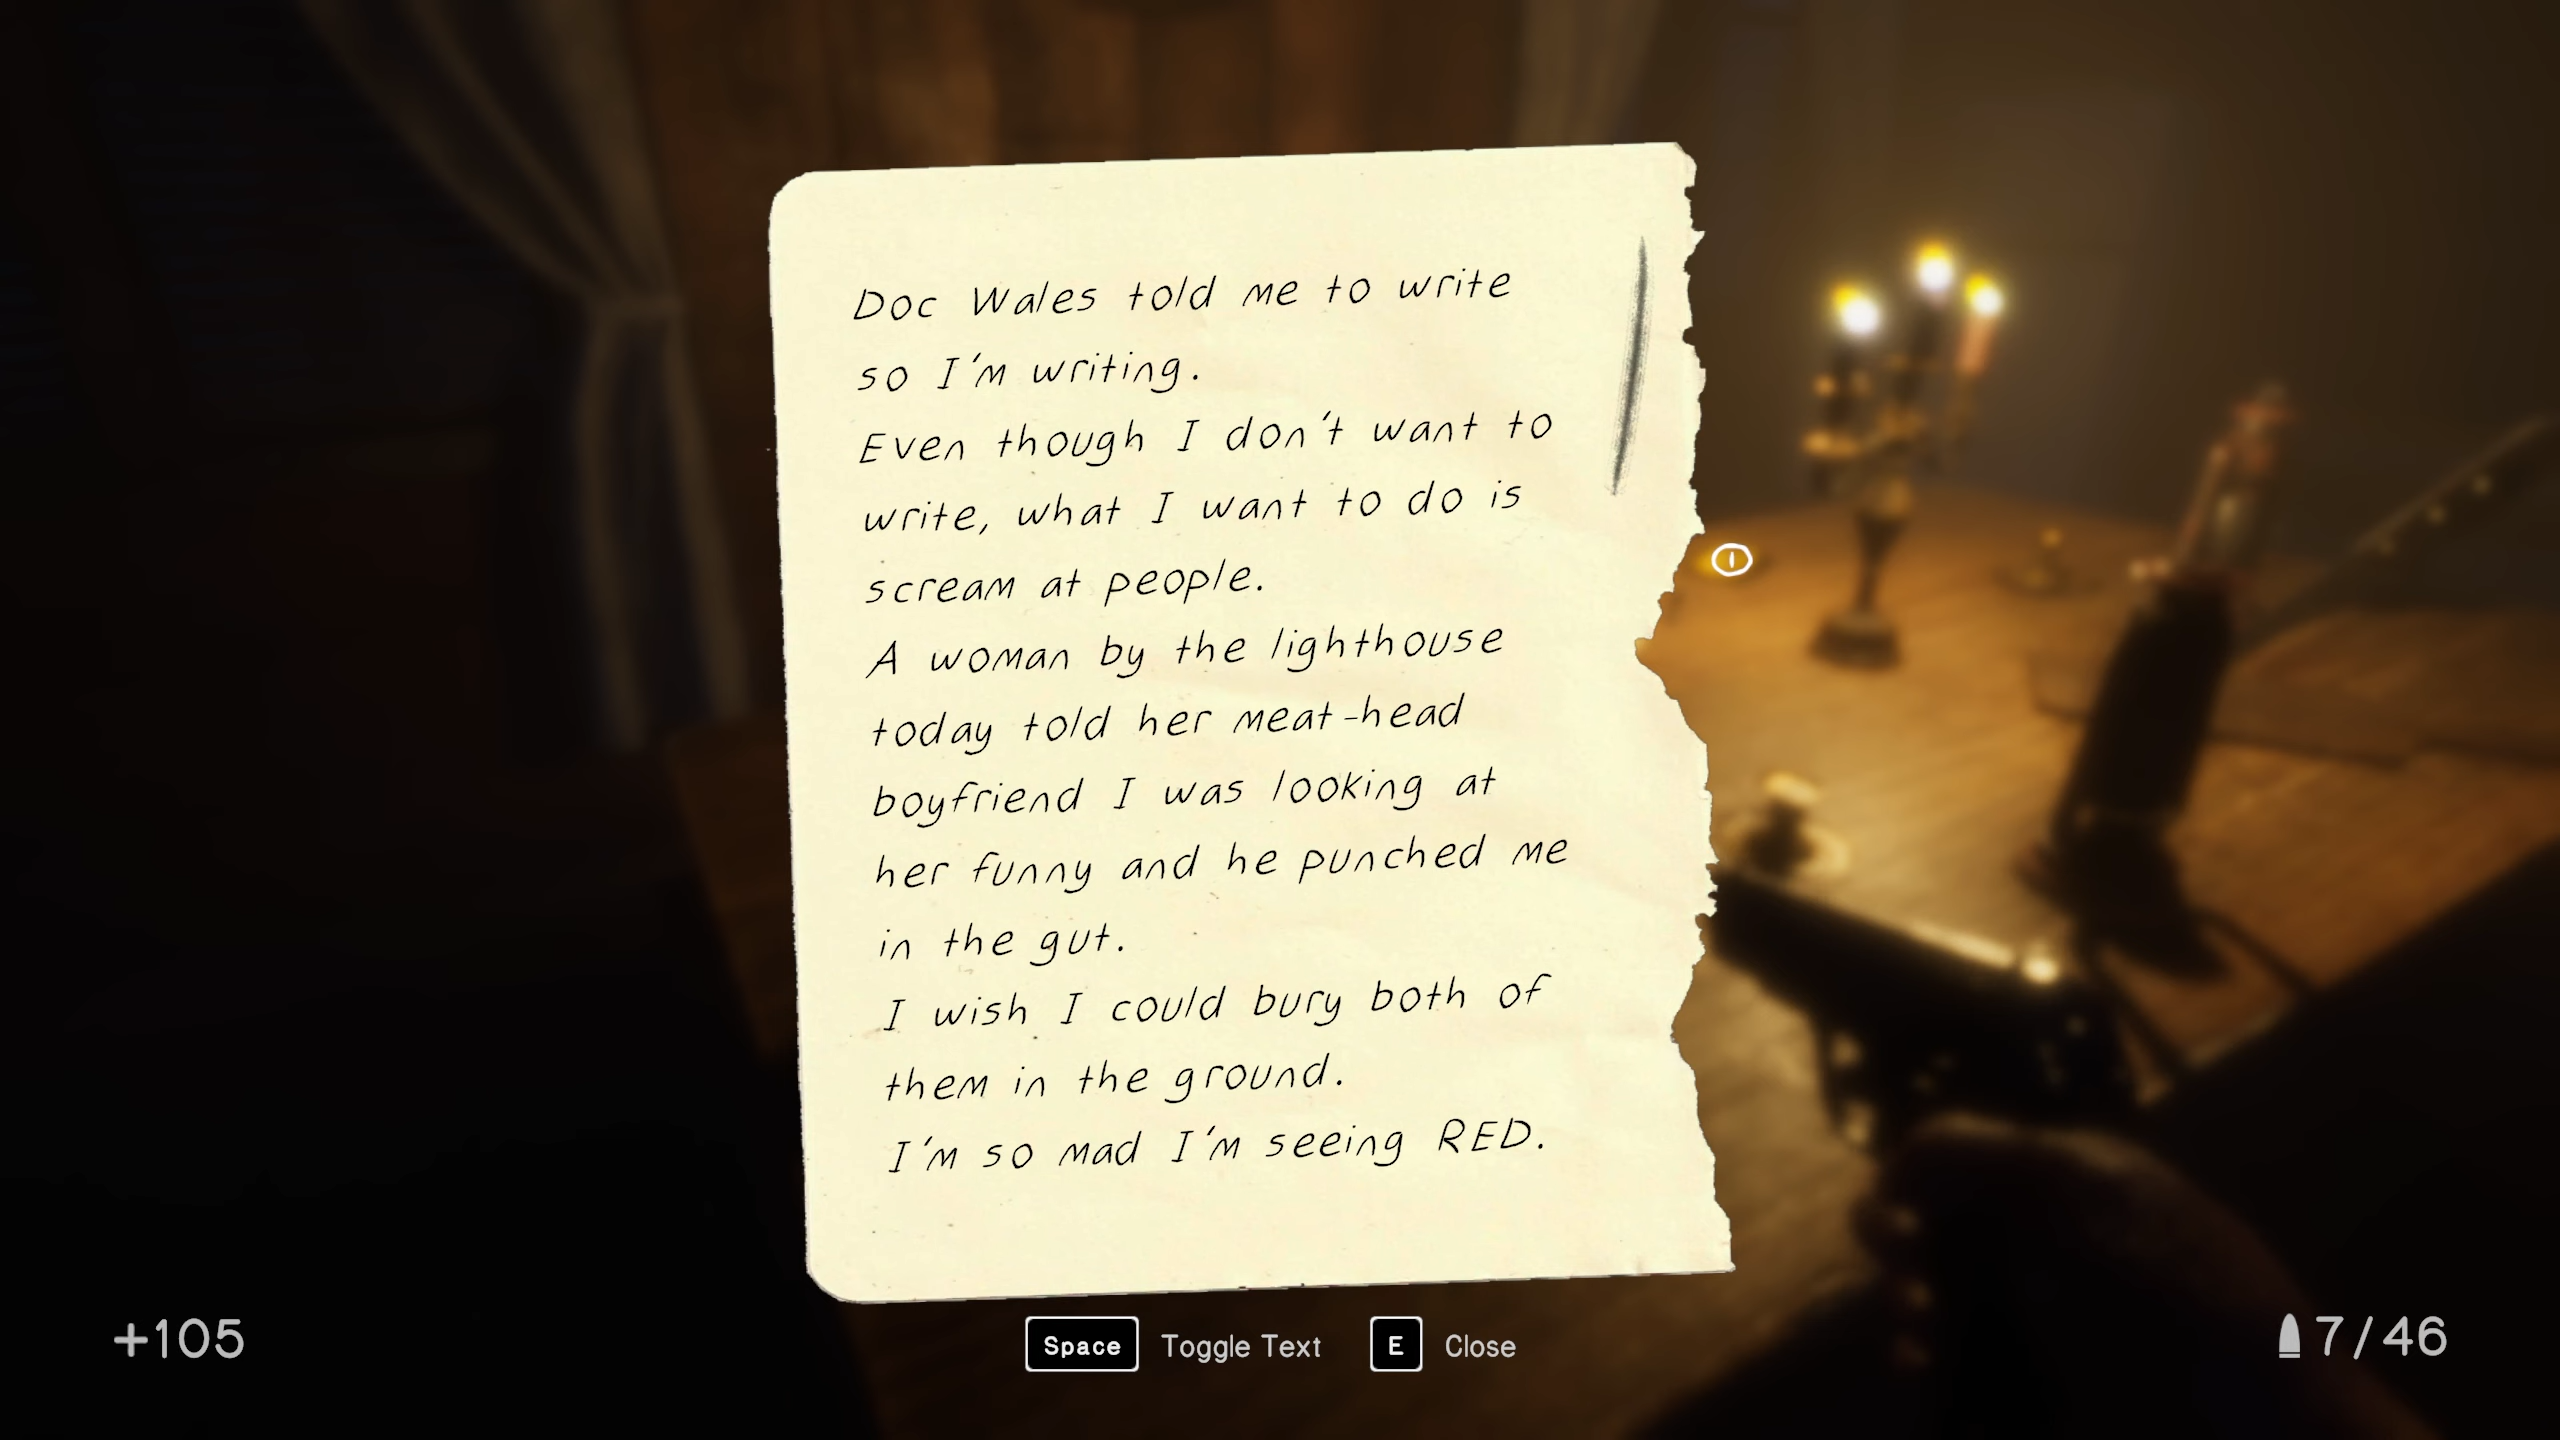 Doc Wales told me to write
so I'm writing.
Even though I don't want to
write, what I want to do is
scream at people.
A woman by the lighthouse
today told her meat-head
boyfriend I was looking at
her funny and he punched me
in the gut.
I wish I could bury both of
them in the ground.
I'm so mad I'm seeing RED.
+105
Space Toggle Text E Close
7/46